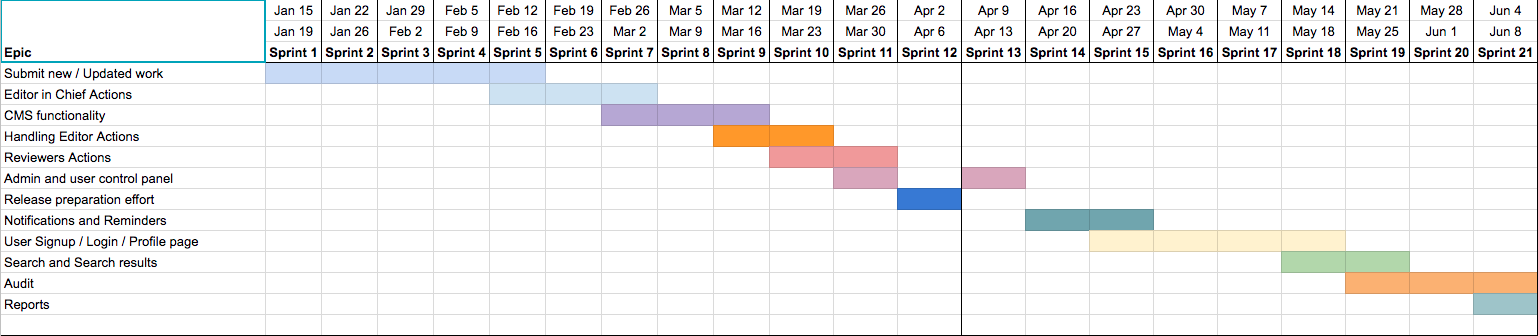 Jan 15 Jan 22 Jan 29 Feb 5 Feb 12 Feb 19 Feb 26 Mar 5 Mar 12 Mar 19 Mar 26 Apr 2 Apr 9 Apr 16 Apr 23 Apr 30 May 7 May 14 May 21 May 28 Jun 4
Jan 19 Jan 26 Feb 2 Feb 9 Feb 16 Feb 23 Mar 2 Mar 9 Mar 16 Mar 23 Mar 30 Apr 6 Apr 13 Apr 20 Apr 27 May 4 May 11 May 18 May 25 Jun 1 Jun 8
Epic Sprint 1 Sprint 2 Sprint 3 Sprint 4 Sprint 5 Sprint 6 Sprint 7 Sprint 8 Sprint 9 Sprint 10 Sprint 11 Sprint 12 Sprint 13 Sprint 14 Sprint 15 Sprint 16 Sprint 17 Sprint 18 Sprint 19 Sprint 20 Sprint 21
Submit new / Updated work
Editor in Chief Actions
CMS functionality
Handling Editor Actions
Reviewers Actions
Admin and user control panel
Release preparation effort
Notifications and Reminders
User Signup / Login / Profile page
Search and Search results
Audit
Reports